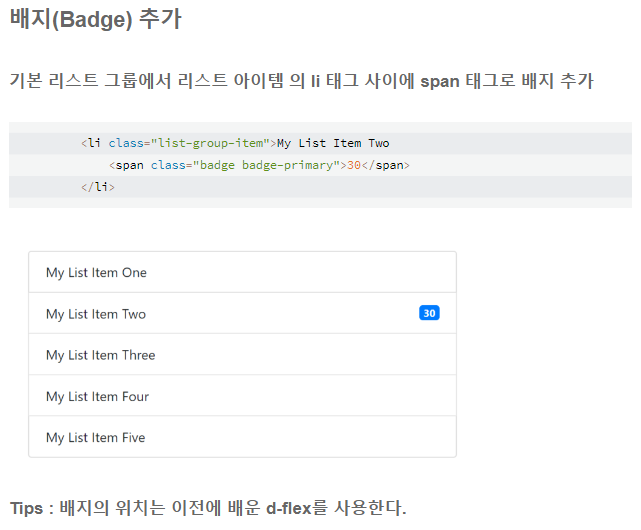 배지(Badge) 추가
기본 리스트 그룹에서 리스트 아이템 의 li 태그 사이에 span 태그로 배지 추가
<li class="list-group-item">My List Item Two
<span class="badge badge-primary">30</span>
</li>
My List Item One
My List Item Two 30
My List Item Three
My List Item Four
My List Item Five
Tips : 배지의 위치는 이전에 배운 d-flex를 사용한다.